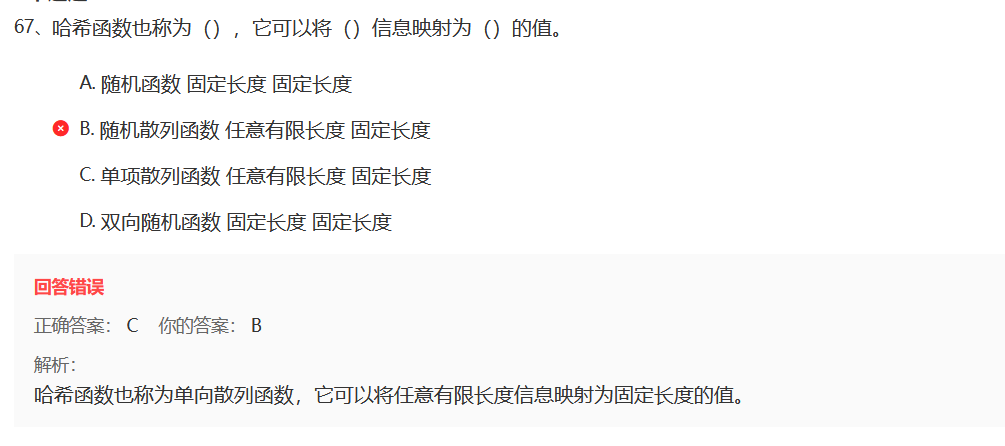 67、哈希函数也称为（），它可以将（）信息映射为（）的值。
A. 随机函数 固定长度 固定长度
B. 随机散列函数 任意有限长度 固定长度
C. 单项散列函数 任意有限长度 固定长度
D. 双向随机函数 固定长度 固定长度
回答错误
正确答案： C 你的答案： B
解析：
哈希函数也称为单向散列函数，它可以将任意有限长度信息映射为固定长度的值。